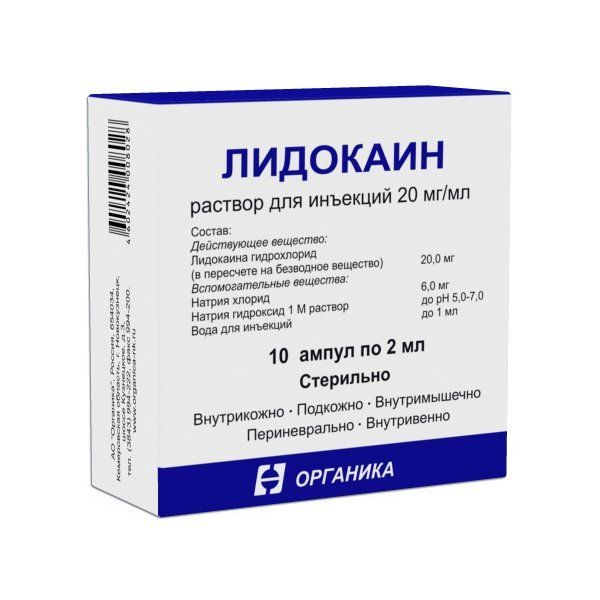 ЛИДОКАИН
раствор для инъекций 20 мг/мл
Состав:
Действующее вещество:
Лидокаина гидрохлорид
(в пересчете на безводное вещество) 20,0 мг
Вспомогательные вещества:
Натрия хлорид 6,0 мг
Натрия гидроксид 1 М раствор до pH 5,0-7,0
Вода для инъекций до 1 мл
10 ампул по 2 мл
Стерильно
Внутрикожно · Подкожно · Внутримышечно
Периневрально · Внутривенно
ОРГАНИКА
4602424008028
АО "Органика", Россия, 654034,
Кемеровская область, г. Новокузнецк,
шоссе Кузнецкое, д.3,
тел. (3843) 994-222, факс 994-200.
www.organica-nk.ru